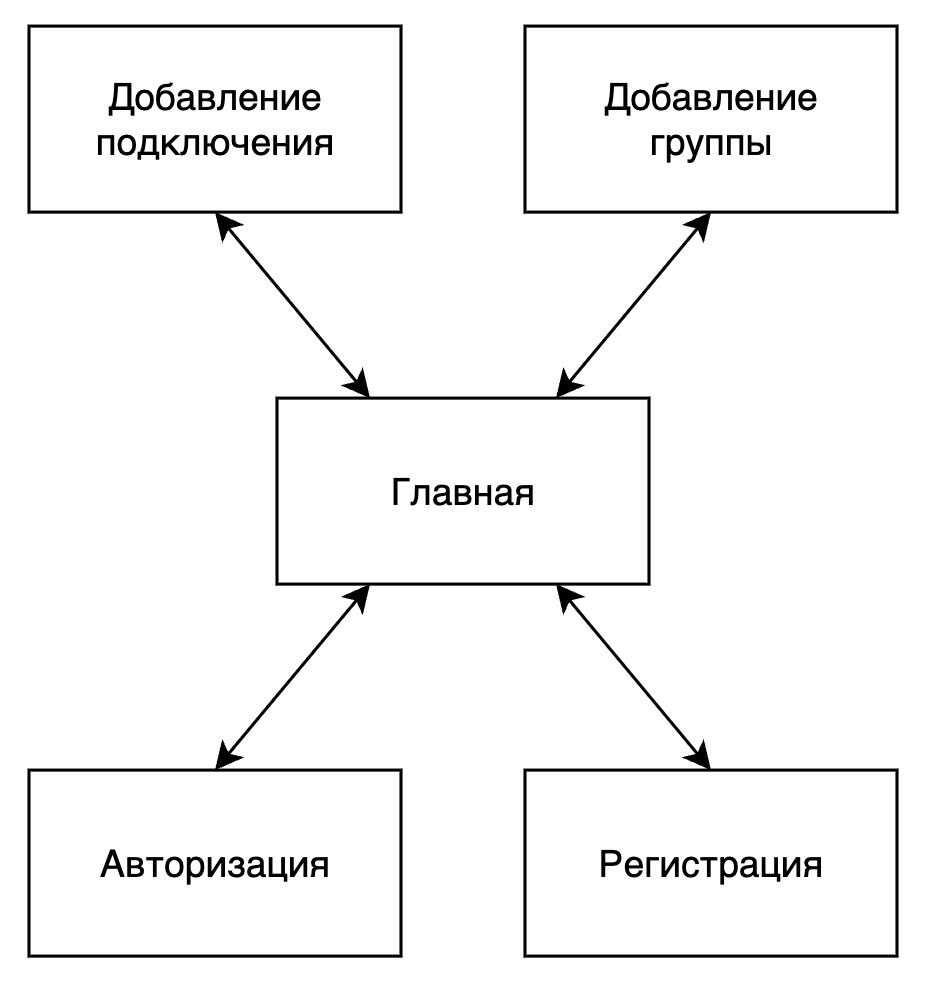 Добавление
подключения
Добавление
группы
Главная
Авторизация
Регистрация